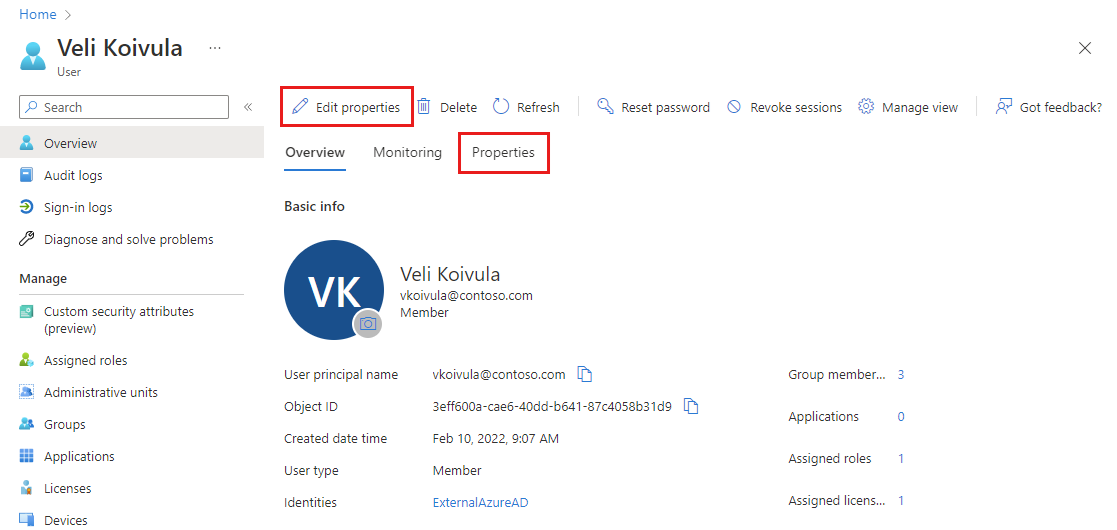 Home
Veli Koivula ...
User
Search
Edit properties Delete Refresh Reset password Revoke sessions Manage view Got feedback?
Overview
Audit logs
Sign-in logs
Diagnose and solve problems
Manage
Custom security attributes
(preview)
Assigned roles
Administrative units
Groups
Applications
Licenses
Devices
Overview Monitoring Properties
Basic info
VK
Veli Koivula
vkoivula@contoso.com
Member
User principal name vkoivula@contoso.com
Object ID 3eff600a-cae6-40dd-b641-87c4058b31d9
Created date time Feb 10, 2022, 9:07 AM
User type Member
Identities ExternalAzureAD
Group member... 3
Applications 0
Assigned roles 1
Assigned licens... 1